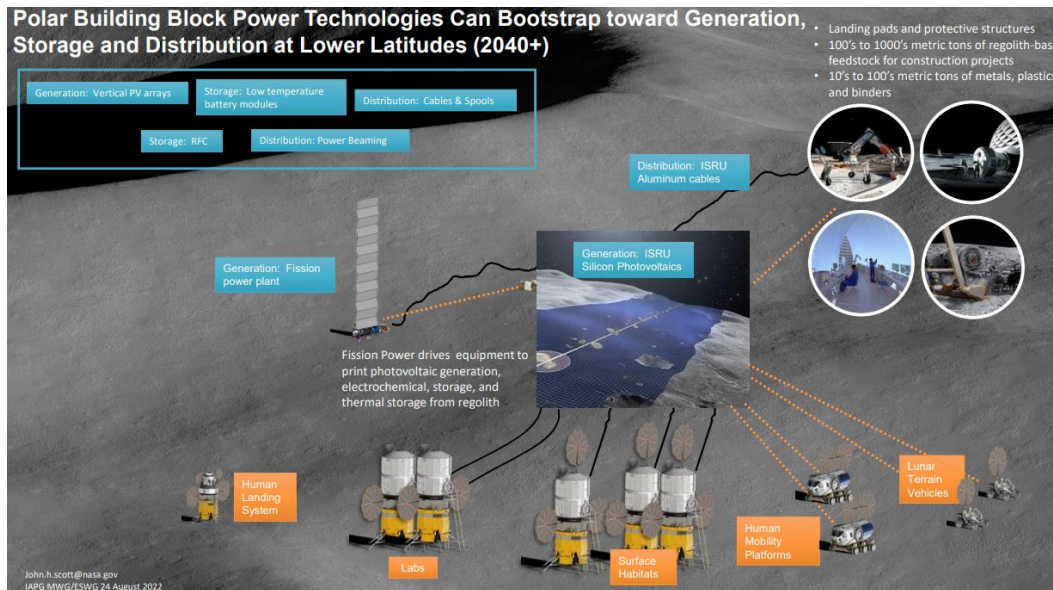 Polar Building Block Power Technologies Can Bootstrap toward Generation,
Storage and Distribution at Lower Latitudes (2040+)
• Landing pads and protective structures
• 100's to 1000's metric tons of regolith-bas
feedstock for construction projects
• 10's to 100's metric tons of metals, plastics
and binders
Generation: Vertical PV arrays
Storage: Low temperature
battery modules
Distribution: Cables & Spools
Storage: RFC
Distribution: Power Beaming
Distribution: ISRU
Aluminum cables
Generation: Fission
power plant
Generation: ISRU
Silicon Photovoltaics
Fission Power drives equipment to
print photovoltaic generation,
electrochemical, storage, and
thermal storage from regolith
Human
Landing
System
Labs
Surface
Habitats
Human
Mobility
Platforms
Lunar
Terrain
Vehicles
John.h.scott@nasa.gov
IAPG MWG/ESWG 24 August 2022